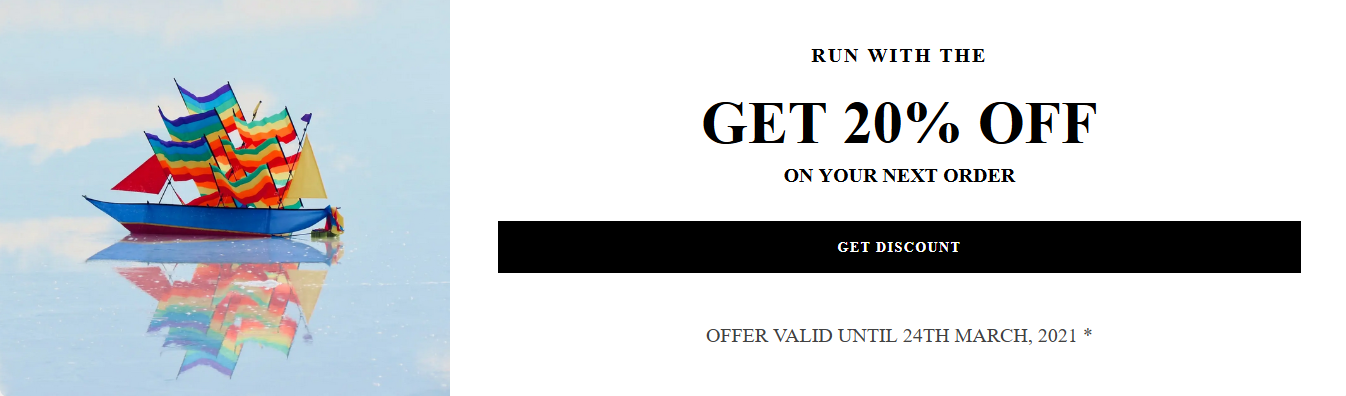 RUN WITH THE
GET 20% OFF
ON YOUR NEXT ORDER
GET DISCOUNT
OFFER VALID UNTIL 24TH MARCH, 2021 *